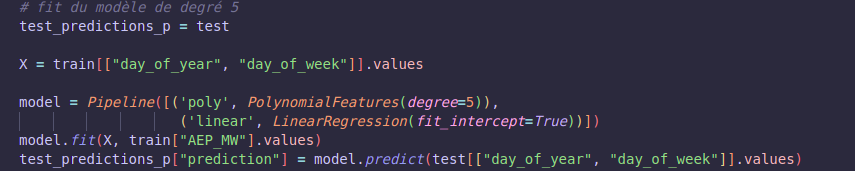 # fit du modèle de degré 5
test_predictions_p = test
X = train[["day_of_year", "day_of_week"]].values
model = Pipeline([('poly', PolynomialFeatures(degree=5)),
('linear', LinearRegression(fit_intercept=True))])
model.fit(X, train["AEP_MW"].values)
test_predictions_p["prediction"] = model.predict(test[["day_of_year", "day_of_week"]].values)